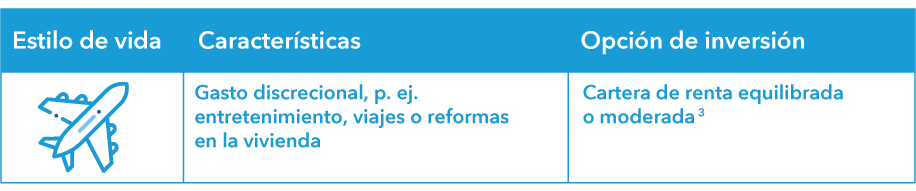 Estilo de vida
Características
Opción de inversión
Gasto discrecional, p. ej.
entretenimiento, viajes o reformas
en la vivienda
Cartera de renta equilibrada
o moderada ³